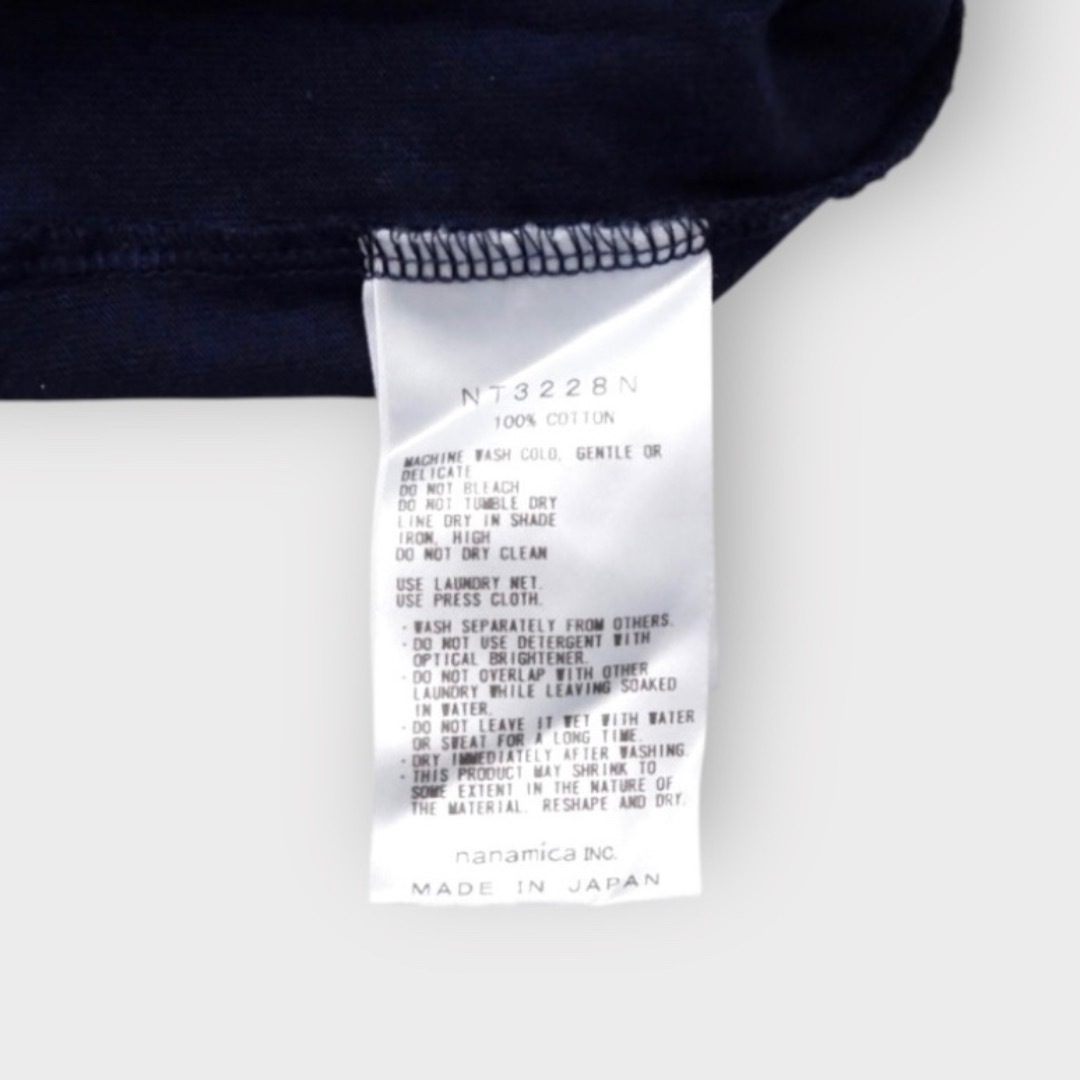 NT3228N
100% COTTON
MACHINE WASH COLD, GENTLE OR
DELICATE
DO NOT BLEACH
DO NOT TUMBLE DRY
LINE DRY IN SHADE
IRON, HIGH
DO NOT DRY CLEAN
USE LAUNDRY NET.
USE PRESS CLOTH.
・WASH SEPARATELY FROM OTHERS.
・DO NOT USE DETERGENT WITH
OPTICAL BRIGHTENER.
・DO NOT OVERLAP WITH OTHER
LAUNDRY WHILE LEAVING SOAKED
IN WATER.
・DO NOT LEAVE IT WET WITH WATER
OR SWEAT FOR A LONG TIME.
・DRY IMMEDIATELY AFTER WASHING.
・THIS PRODUCT MAY SHRINK TO
SOME EXTENT IN THE NATURE OF
THE MATERIAL. RESHAPE AND DRY.
nanamica INC.
MADE IN JAPAN